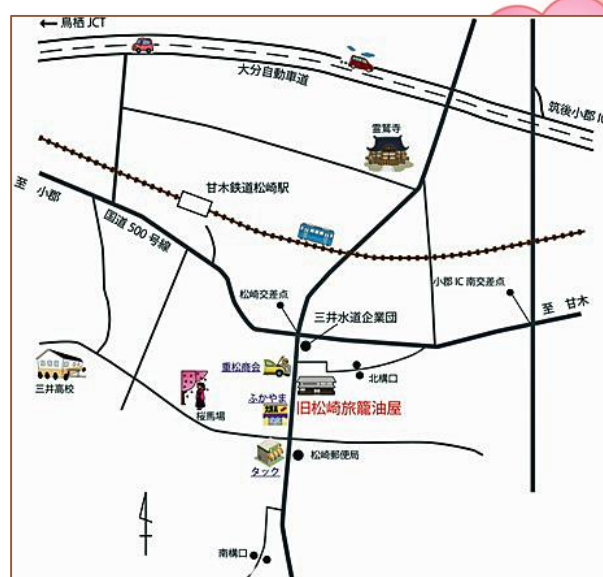 ← 鳥栖 JCT
大分自動車道
筑後小郡 IC
霊鷲寺
至 小郡
甘木鉄道松崎駅
国道 500 号線
松崎交差点
三井水道企業団
小郡 IC 南交差点
至 甘木
重松商会
北構口
三井高校
桜馬場
ふかやま
旧松崎旅籠油屋
タック
松崎郵便局
南構口